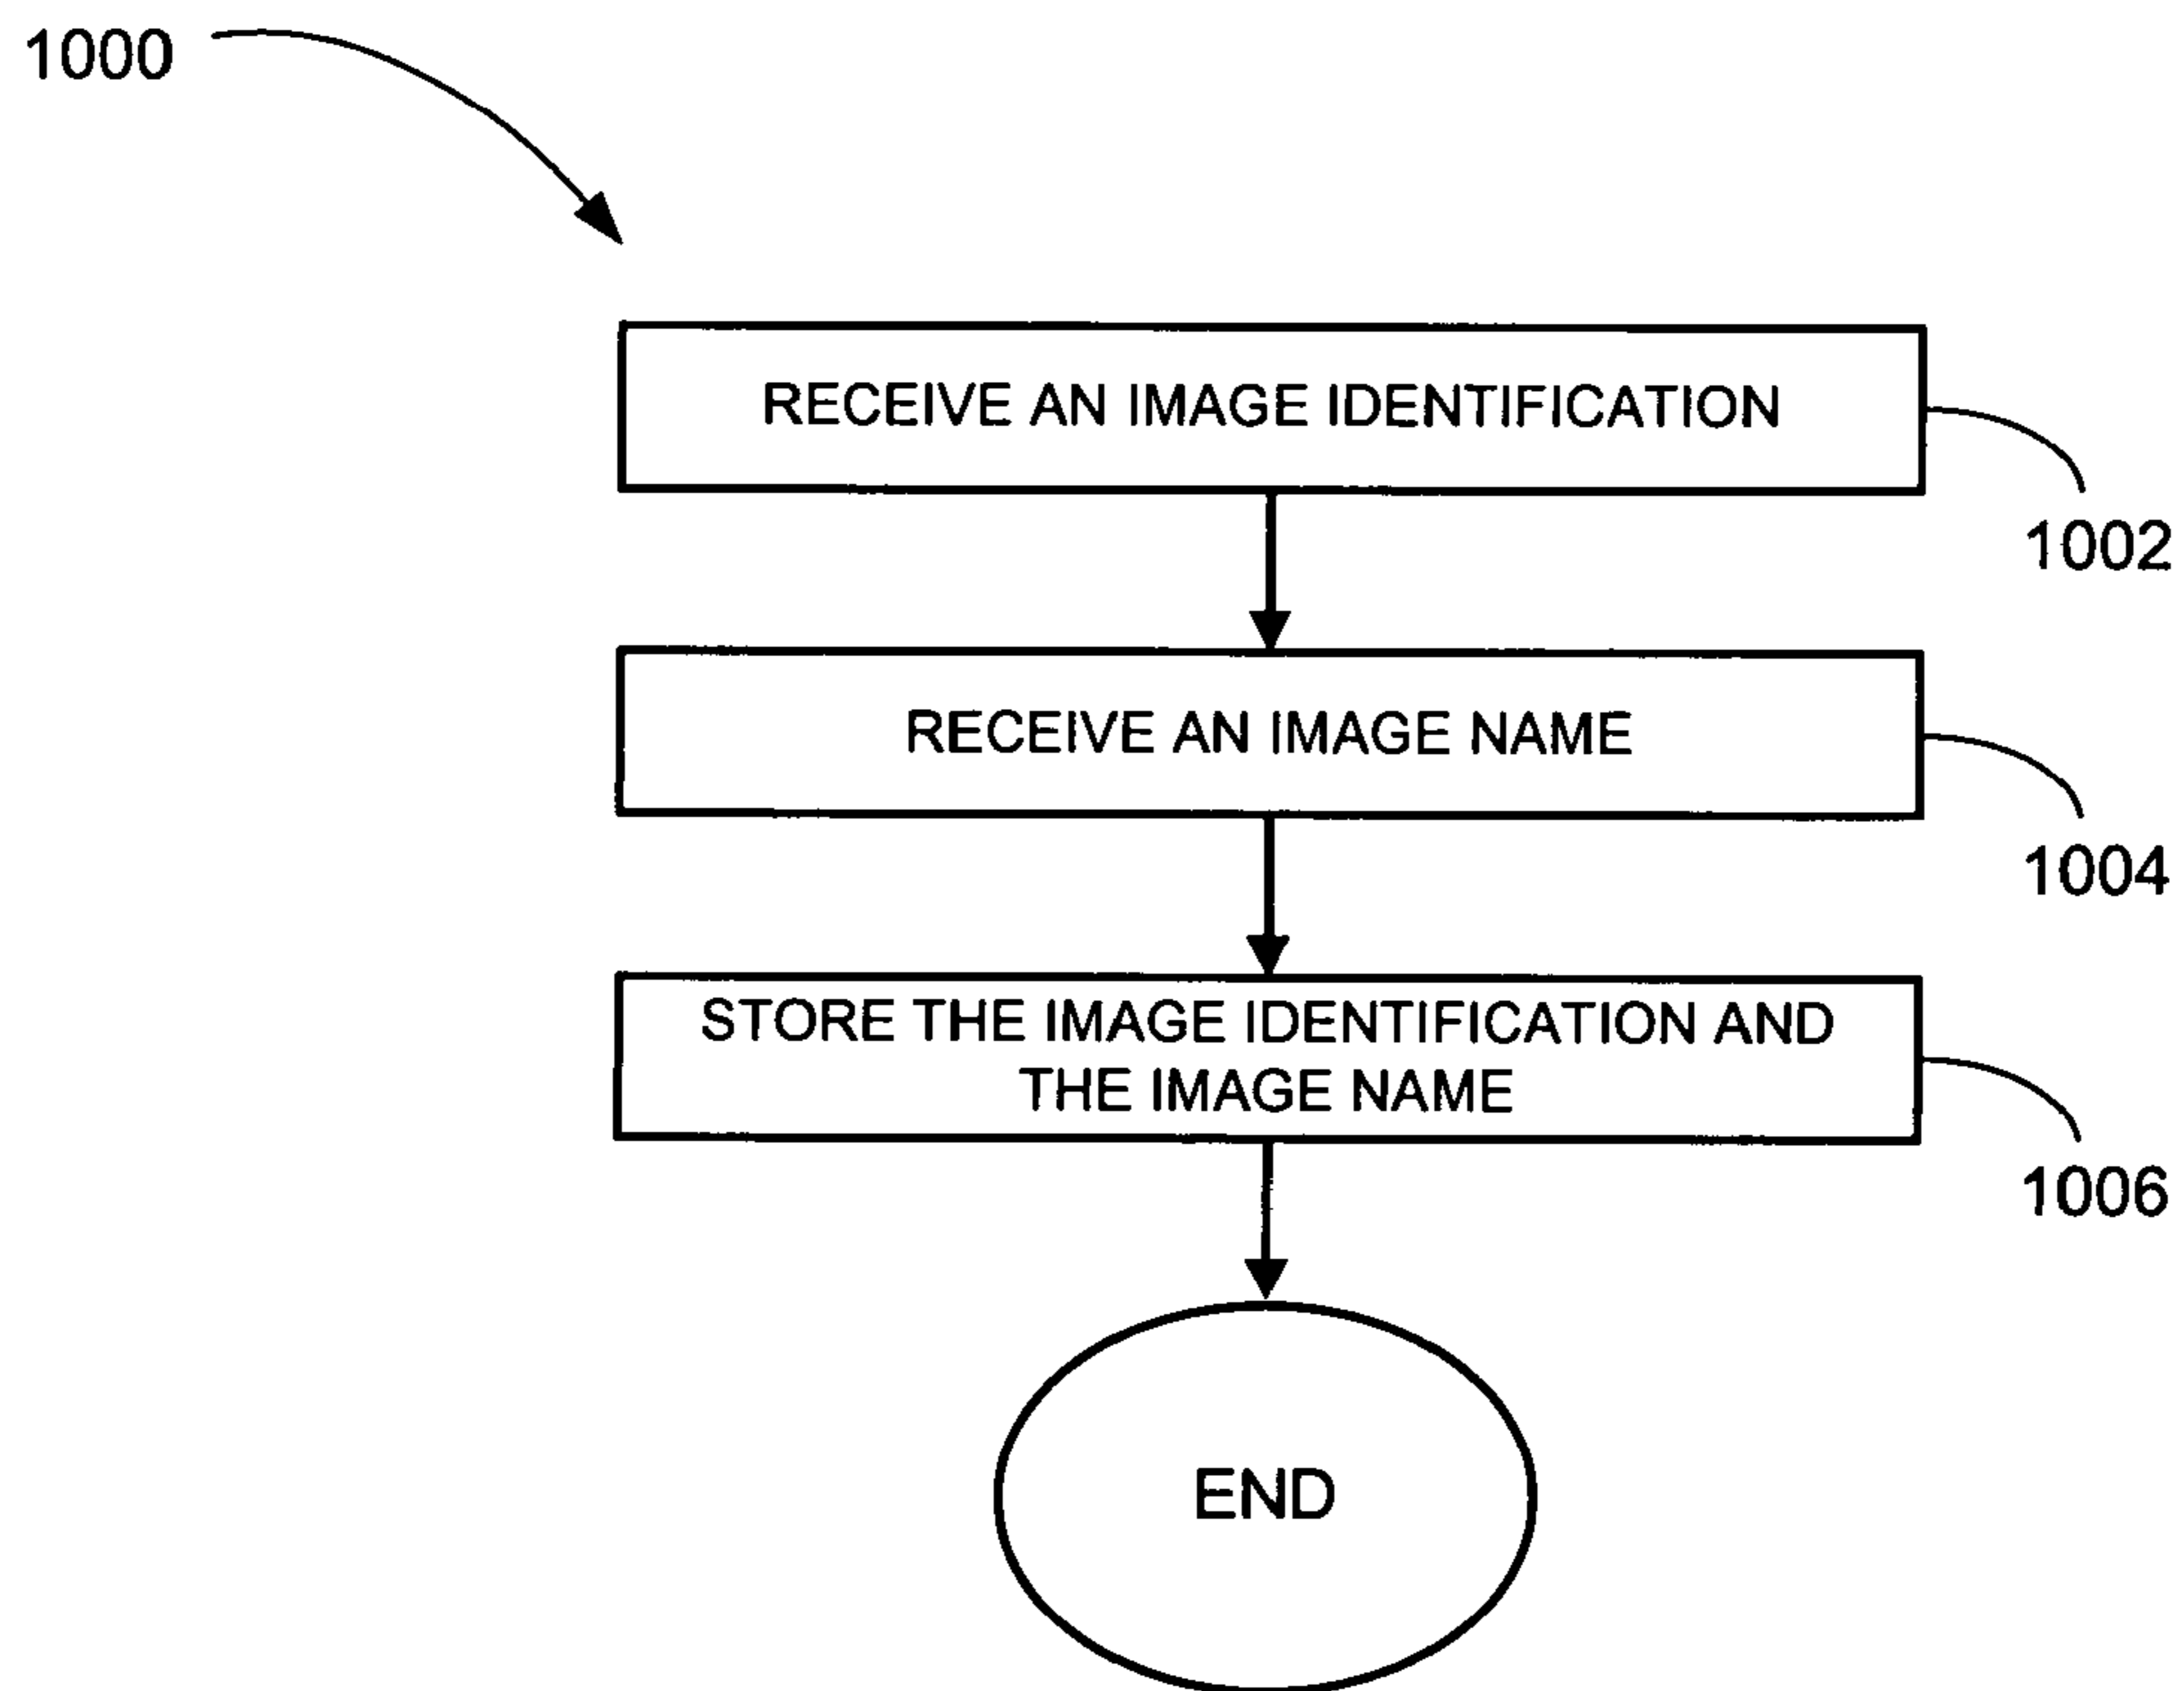 1000
RECEIVE AN IMAGE IDENTIFICATION
1002
RECEIVE AN IMAGE NAME
1004
STORE THE IMAGE IDENTIFICATION AND
THE IMAGE NAME
1006
END